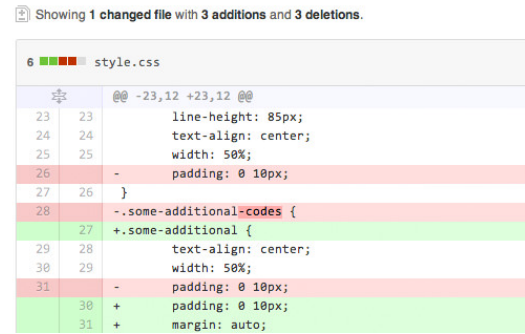 Showing 1 changed file with 3 additions and 3 deletions.
6 style.css
@@ -23,12 +23,12 @@
23 23 line-height: 85px;
24 24 text-align: center;
25 25 width: 50%;
26 - padding: 0 10px;
27 26 }
28 -.some-additional-codes {
27 +.some-additional {
29 28 text-align: center;
30 29 width: 50%;
31 - padding: 0 10px;
30 + padding: 0 10px;
31 + margin: auto;